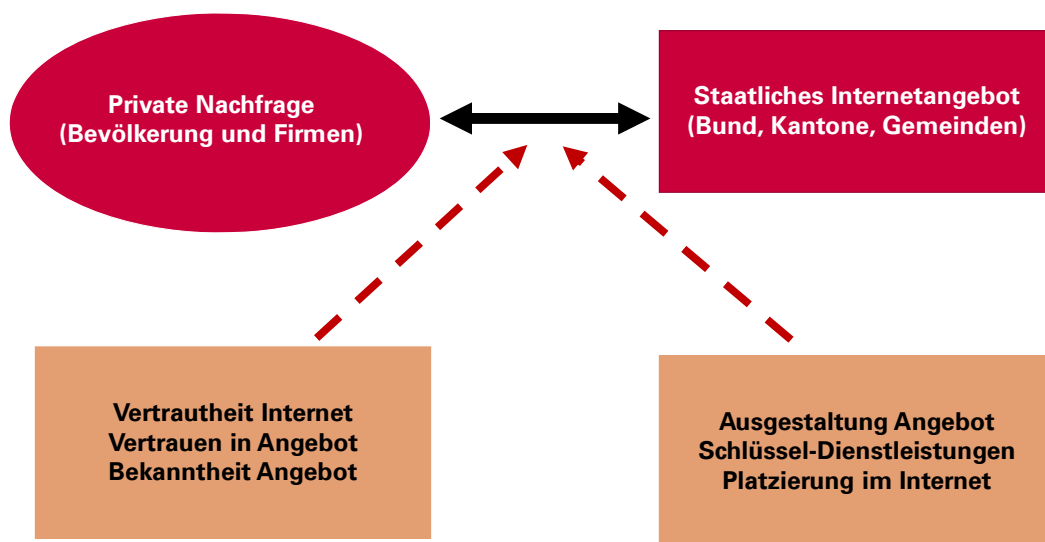 Private Nachfrage
(Bevölkerung und Firmen)
Staatliches Internetangebot
(Bund, Kantone, Gemeinden)
Vertrautheit Internet
Vertrauen in Angebot
Bekanntheit Angebot
Ausgestaltung Angebot
Schlüssel-Dienstleistungen
Platzierung im Internet